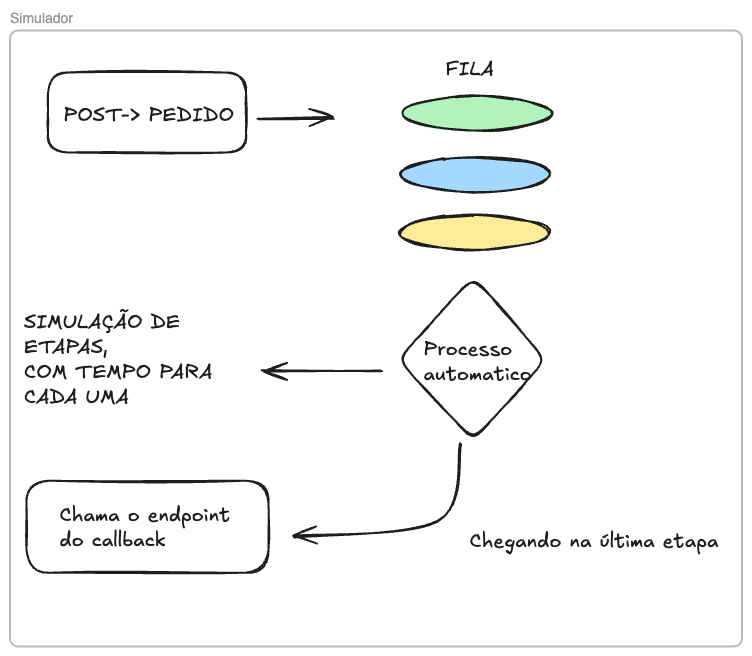 Simulador
POST-> PEDIDO
FILA
SIMULAÇÃO DE
ETAPAS,
COM TEMPO PARA
CADA UMA
Processo
automatico
Chama o endpoint
do callback
Chegando na última etapa